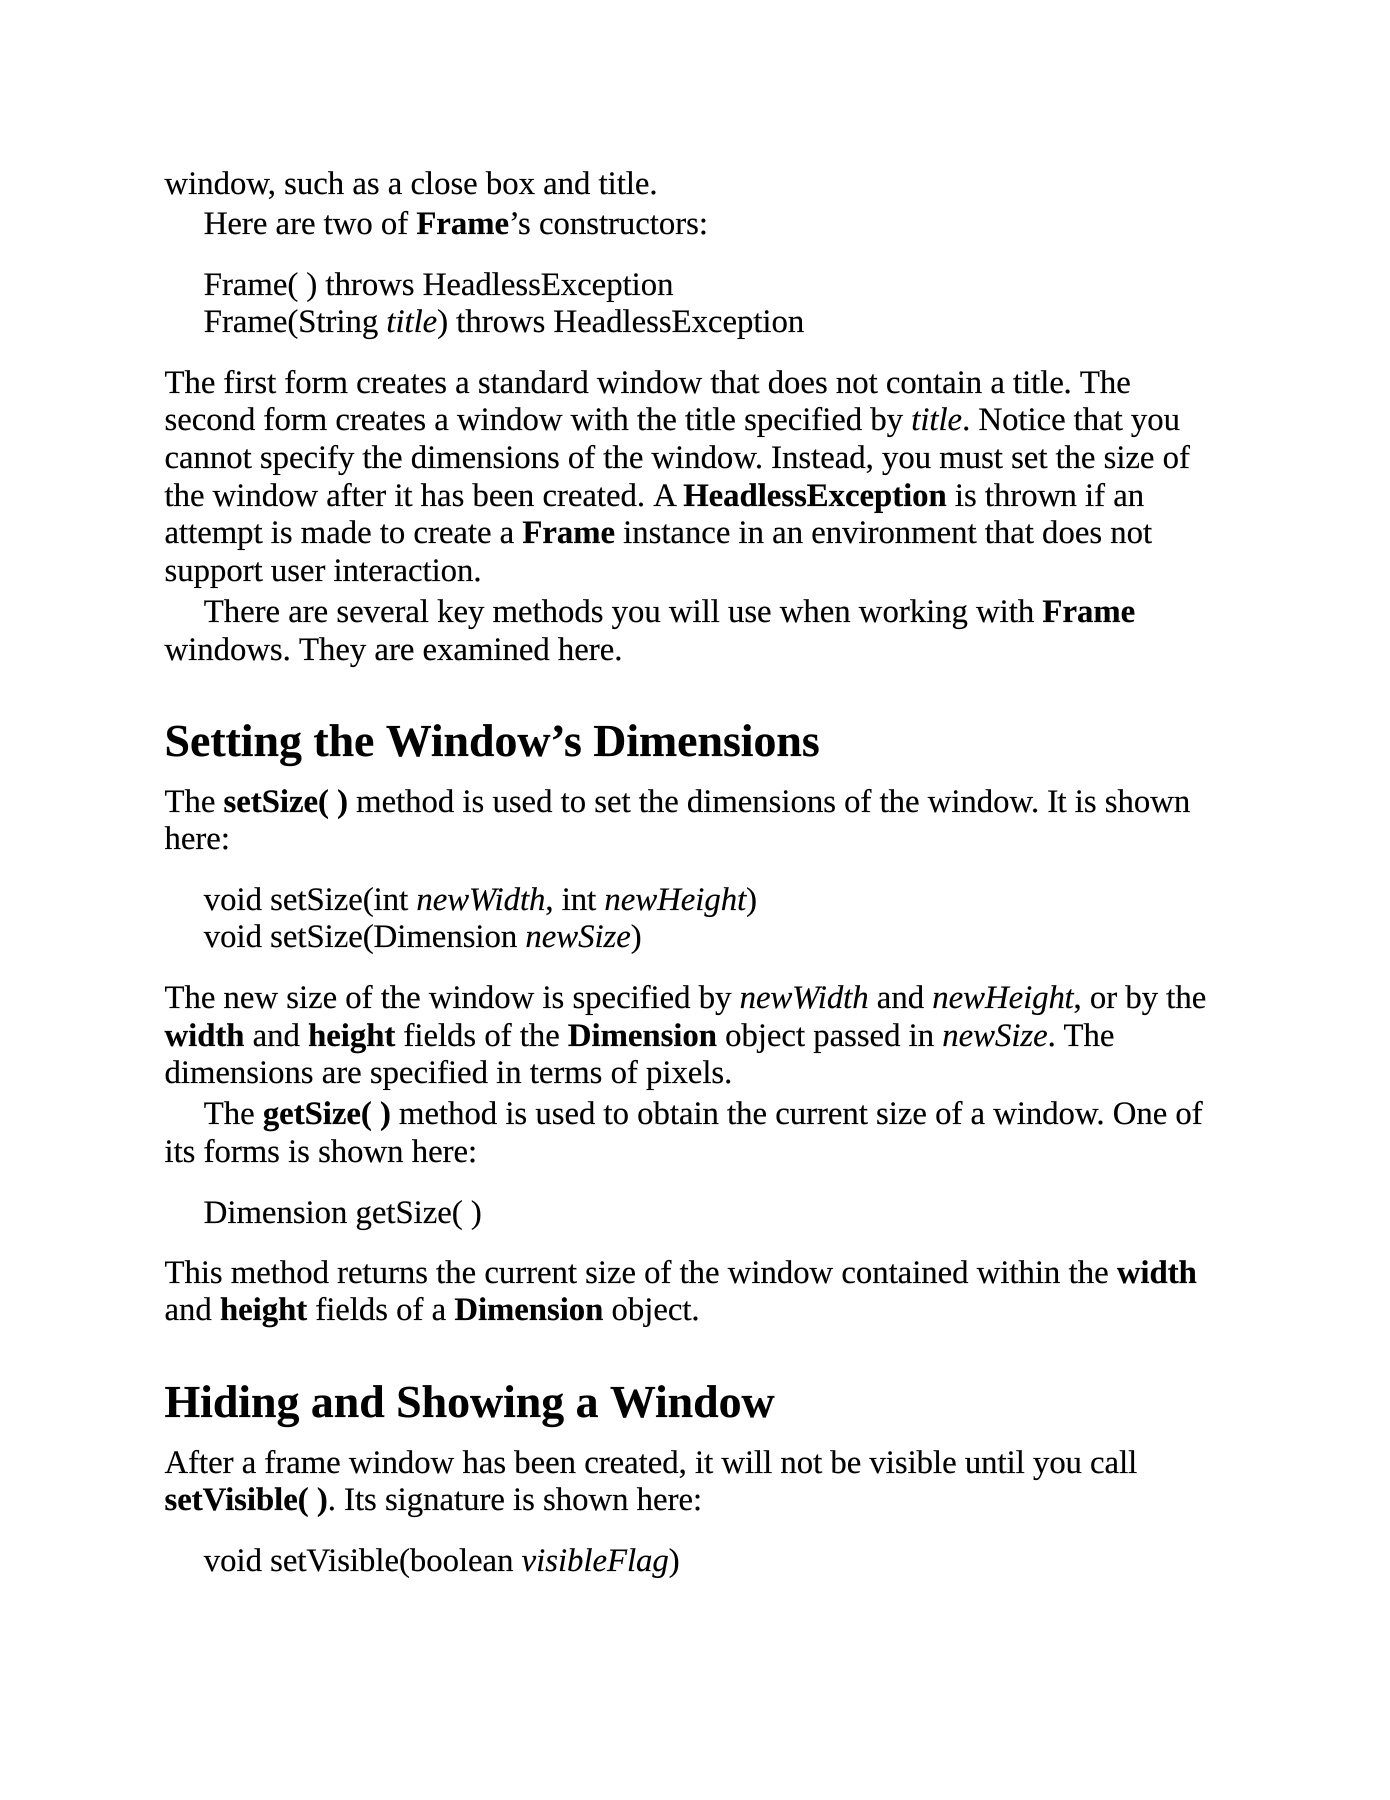 window, such as a close box and title.
Here are two of Frame’s constructors:
Frame( ) throws HeadlessException
Frame(String title) throws HeadlessException
The first form creates a standard window that does not contain a title. The
second form creates a window with the title specified by title. Notice that you
cannot specify the dimensions of the window. Instead, you must set the size of
the window after it has been created. A HeadlessException is thrown if an
attempt is made to create a Frame instance in an environment that does not
support user interaction.
There are several key methods you will use when working with Frame
windows. They are examined here.
Setting the Window’s Dimensions
The setSize( ) method is used to set the dimensions of the window. It is shown
here:
void setSize(int newWidth, int newHeight)
void setSize(Dimension newSize)
The new size of the window is specified by newWidth and newHeight, or by the
width and height fields of the Dimension object passed in newSize. The
dimensions are specified in terms of pixels.
The getSize( ) method is used to obtain the current size of a window. One of
its forms is shown here:
Dimension getSize( )
This method returns the current size of the window contained within the width
and height fields of a Dimension object.
Hiding and Showing a Window
After a frame window has been created, it will not be visible until you call
setVisible( ). Its signature is shown here:
void setVisible(boolean visibleFlag)